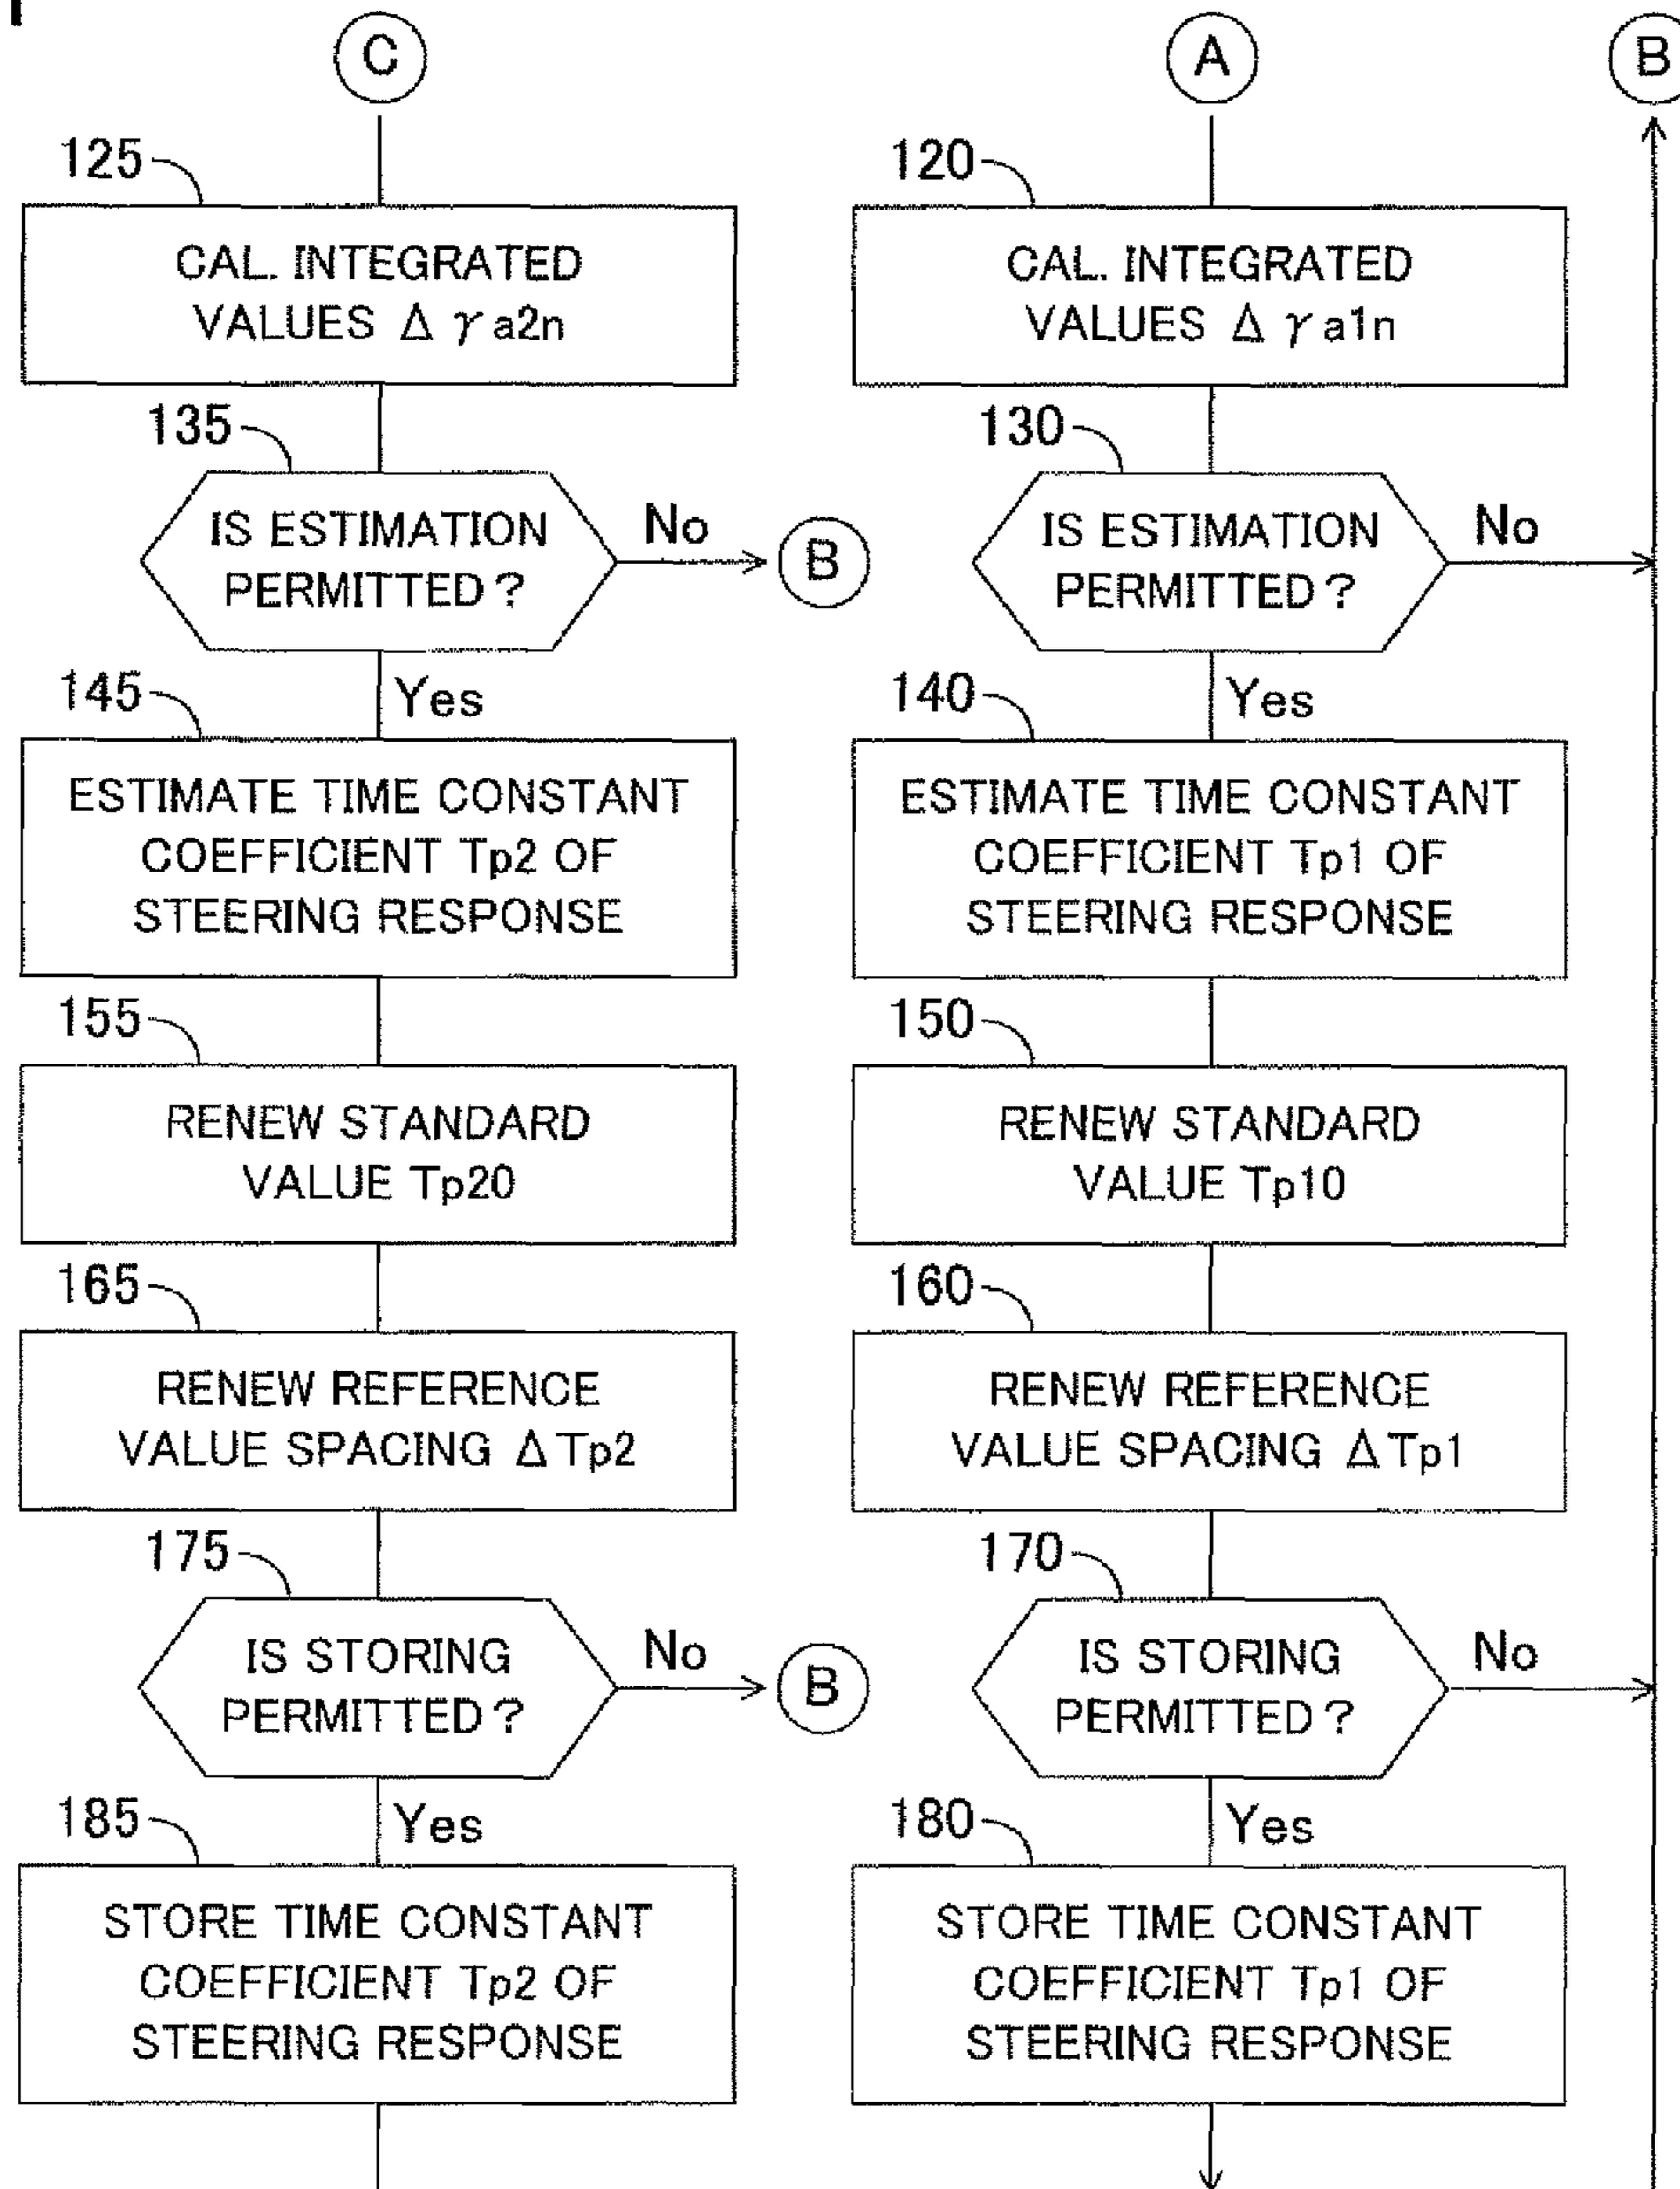 C
A
B
125
CAL. INTEGRATED
VALUES Δγa2n
120
CAL. INTEGRATED
VALUES Δγa1n
135
IS ESTIMATION
PERMITTED?
No
B
130
IS ESTIMATION
PERMITTED?
No
145
Yes
ESTIMATE TIME CONSTANT
COEFFICIENT Tp2 OF
STEERING RESPONSE
140
Yes
ESTIMATE TIME CONSTANT
COEFFICIENT Tp1 OF
STEERING RESPONSE
155
RENEW STANDARD
VALUE Tp20
150
RENEW STANDARD
VALUE Tp10
165
RENEW REFERENCE
VALUE SPACING ΔTp2
160
RENEW REFERENCE
VALUE SPACING ΔTp1
175
IS STORING
PERMITTED?
No
B
170
IS STORING
PERMITTED?
No
185
Yes
STORE TIME CONSTANT
COEFFICIENT Tp2 OF
STEERING RESPONSE
180
Yes
STORE TIME CONSTANT
COEFFICIENT Tp1 OF
STEERING RESPONSE